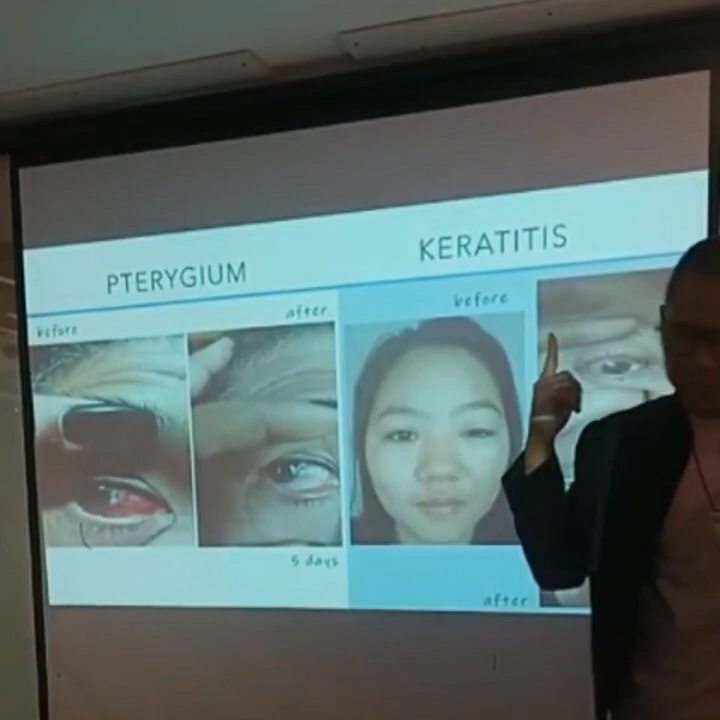 PTERYGIUM
KERATITIS
before
after
before
5 days
after